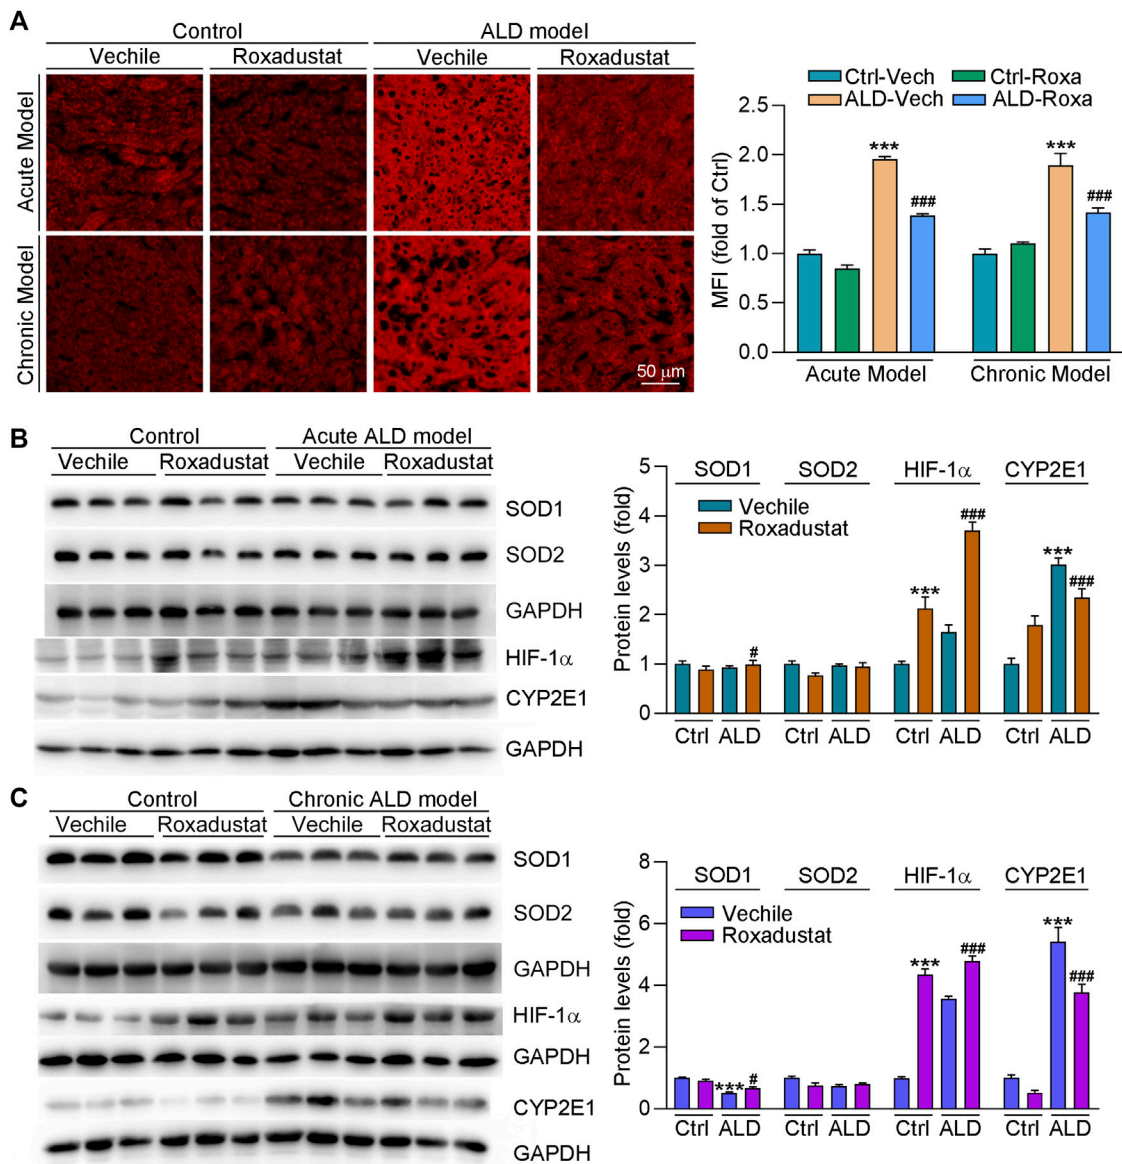 A
Control
ALD model
Vechile
Roxadustat
Vechile
Roxadustat
Acute Model
Chronic Model
50 μm
Ctrl-Vech
Ctrl-Roxa
ALD-Vech
ALD-Roxa
MFI (fold of Ctrl)
2.5
2.0
1.5
1.0
0.5
0.0
***
###
***
###
Acute Model
Chronic Model
B
Control
Acute ALD model
Vechile
Roxadustat
Vechile
Roxadustat
SOD1
SOD2
GAPDH
HIF-1α
CYP2E1
GAPDH
Protein levels (fold)
5
4
3
2
1
0
SOD1
SOD2
HIF-1α
CYP2E1
Vechile
Roxadustat
#
***
###
***
###
Ctrl
ALD
Ctrl
ALD
Ctrl
ALD
Ctrl
ALD
C
Control
Chronic ALD model
Vechile
Roxadustat
Vechile
Roxadustat
SOD1
SOD2
GAPDH
HIF-1α
GAPDH
CYP2E1
GAPDH
Protein levels (fold)
8
6
4
2
0
SOD1
SOD2
HIF-1α
CYP2E1
Vechile
Roxadustat
***
#
***
###
***
###
Ctrl
ALD
Ctrl
ALD
Ctrl
ALD
Ctrl
ALD